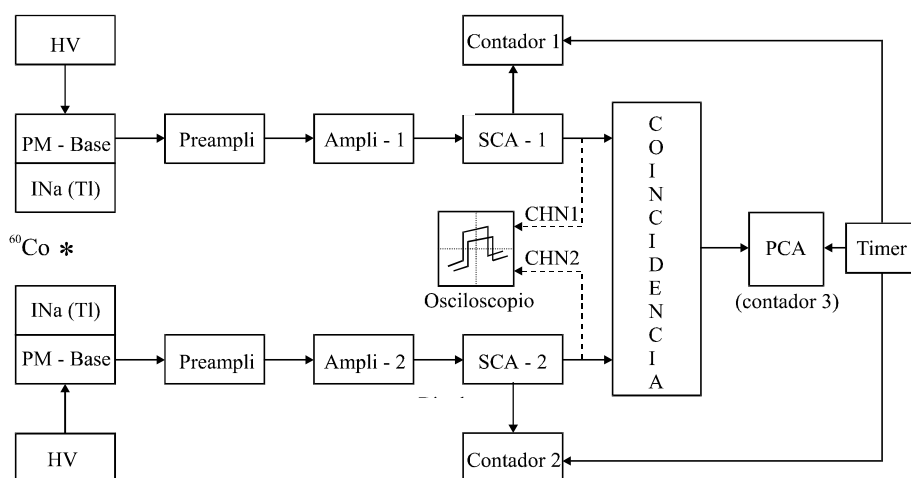 HV
Contador 1
PM - Base
Preampli
Ampli - 1
SCA - 1
INa (Tl)
COINCIDENCIA
CHN1
⁶⁰Co *
CHN2
PCA
Timer
Osciloscopio
(contador 3)
INa (Tl)
PM - Base
Preampli
Ampli - 2
SCA - 2
HV
Contador 2